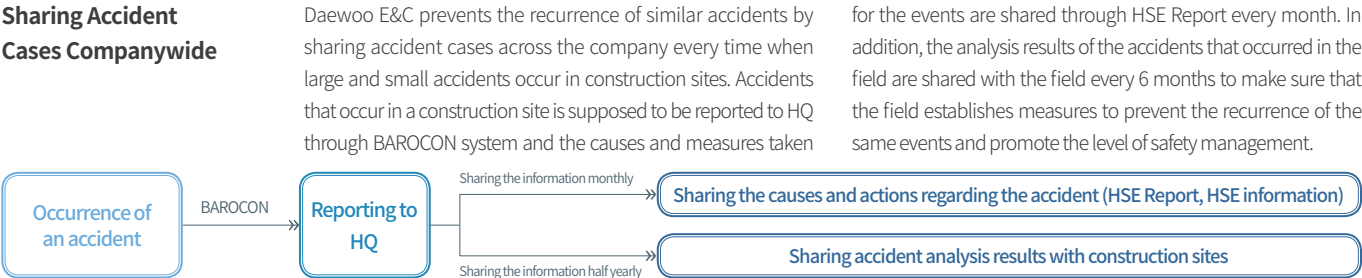 Sharing Accident
Cases Companywide
Daewoo E&C prevents the recurrence of similar accidents by
sharing accident cases across the company every time when
large and small accidents occur in construction sites. Accidents
that occur in a construction site is supposed to be reported to HQ
through BAROCON system and the causes and measures taken
for the events are shared through HSE Report every month. In
addition, the analysis results of the accidents that occurred in the
field are shared with the field every 6 months to make sure that
the field establishes measures to prevent the recurrence of the
same events and promote the level of safety management.
Occurrence of
an accident
BAROCON
Reporting to
HQ
Sharing the information monthly
Sharing the causes and actions regarding the accident (HSE Report, HSE information)
Sharing the information half yearly
Sharing accident analysis results with construction sites